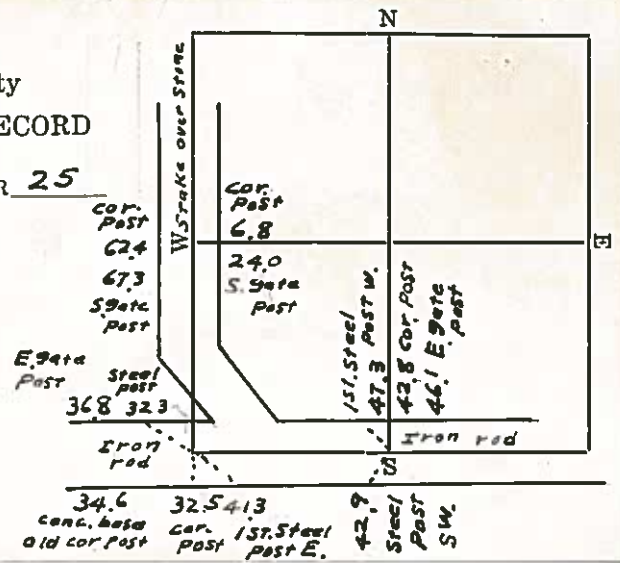 N
ty
ECORD
R 25
W Stake over Stone
cor.
Post
62.4
67.3
S.gate
Post
cor.
Post
6.8
24.0
S. gate
Post
E
1st. Steel
Post W.
47.3
42.8 Cor. Post
46.1 E. gate
Post
E. gate
Post
Steel
post
36.8 32.3
Iron
rod
Iron rod
S
34.6
conc. base
old cor post
32.5
cor.
Post
41.3
1st. Steel
Post E.
42.9
Steel
Post
SW.